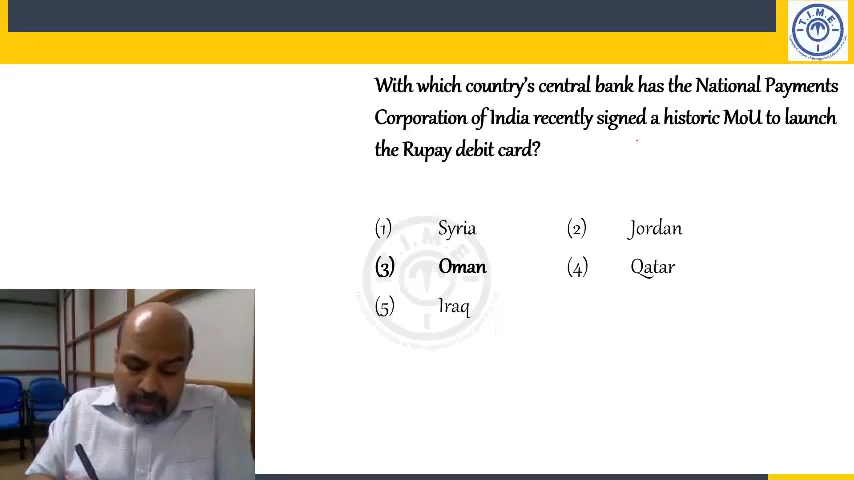 T.I.M.E.
With which country's central bank has the National Payments
Corporation of India recently signed a historic MoU to launch
the Rupay debit card?
(1) Syria (2) Jordan
(3) Oman (4) Qatar
(5) Iraq
T.I.M.E.